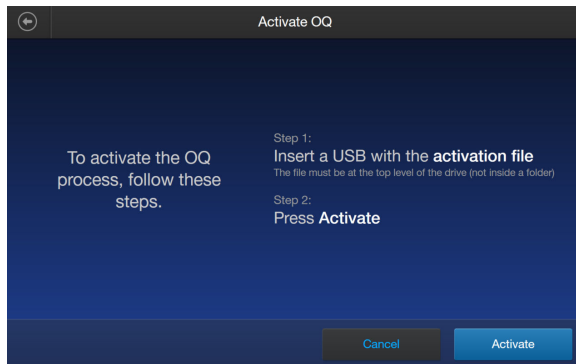 Activate OQ
To activate the OQ
process, follow these
steps.
Step 1:
Insert a USB with the activation file
The file must be at the top level of the drive (not inside a folder)
Step 2:
Press Activate
Cancel
Activate